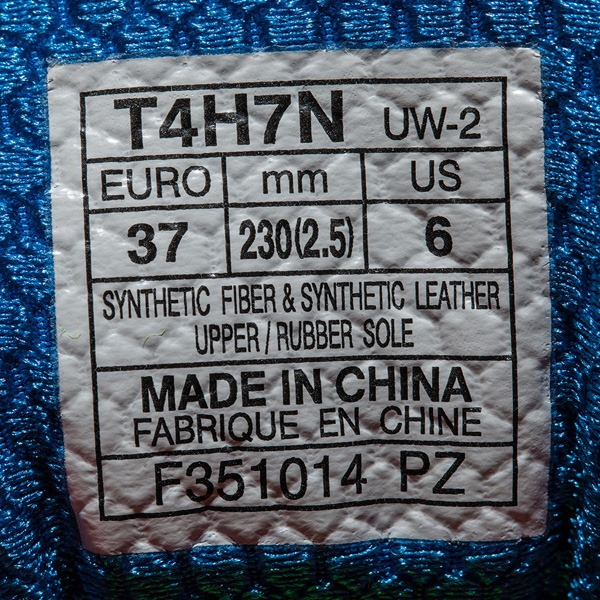 T4H7N UW-2
EURO mm US
37 230(2.5) 6
SYNTHETIC FIBER & SYNTHETIC LEATHER
UPPER / RUBBER SOLE
MADE IN CHINA
FABRIQUE EN CHINE
F351014 PZ